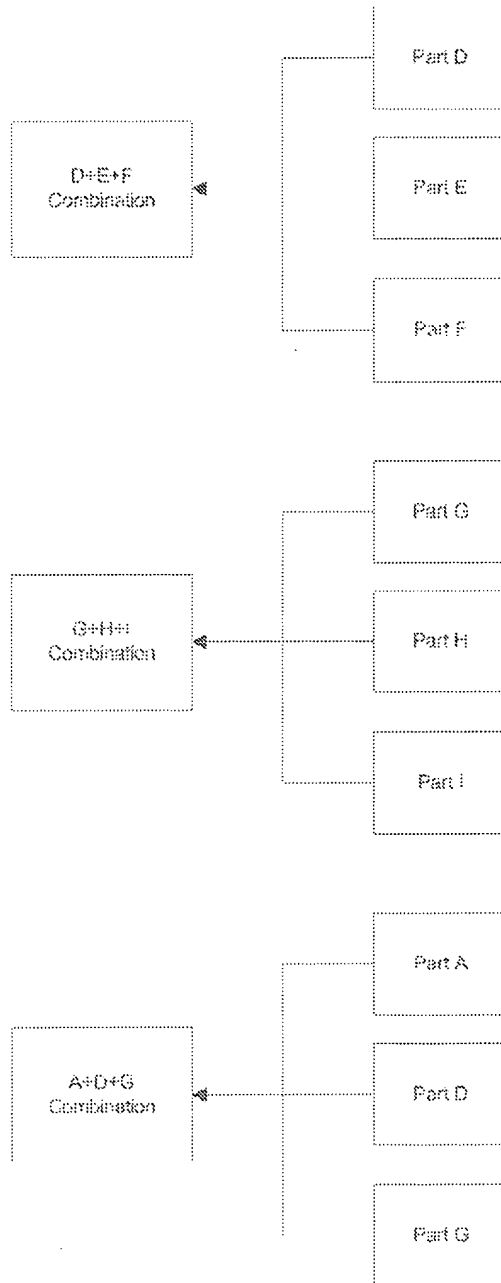 Part D
D+E+F
Combination
Part E
Part F
Part G
G+H+I
Combination
Part H
Part I
Part A
A+D+G
Combination
Part D
Part G